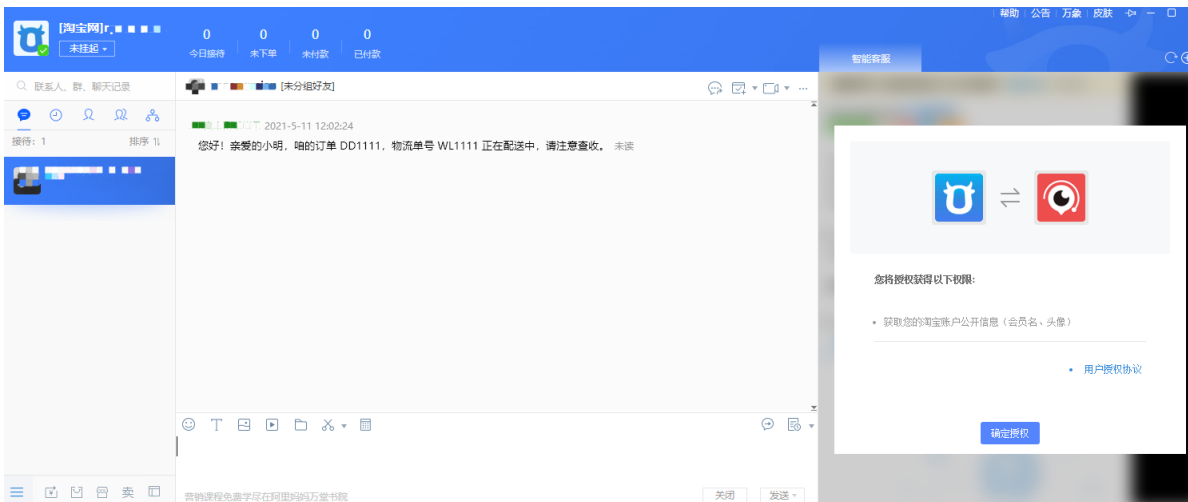 帮助 公告 万象 皮肤
[淘宝网]r
未挂起
0 0 0 0
今日接待 未下单 未付款 已付款
智能客服
联系人、群、聊天记录
[未分组好友]
接待: 1 排序
2021-5-11 12:02:24
您好！亲爱的小明，咱的订单 DD1111，物流单号 WL1111 正在配送中，请注意查收。 未读
您将授权获得以下权限:
• 获取您的淘宝账户公开信息（会员名、头像）
• 用户授权协议
确定授权
营销课程免费学尽在阿里妈妈万堂书院
关闭 发送
卖